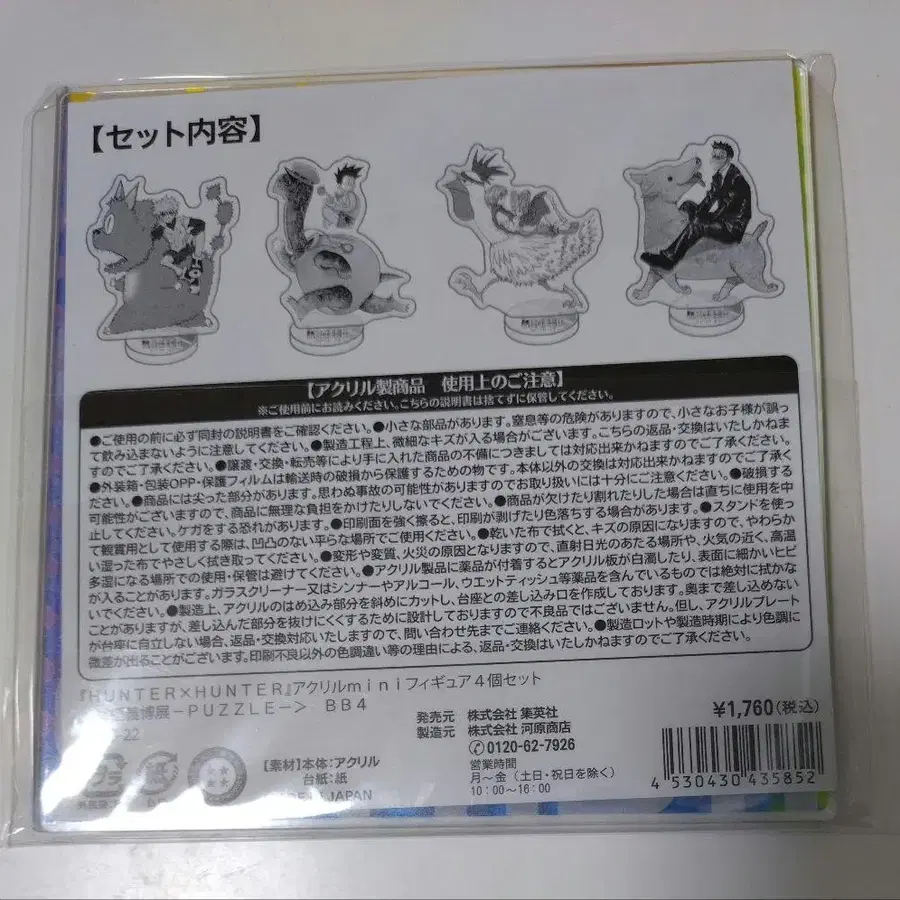 【セット内容】
【アクリル製商品 使用上のご注意】
※ご使用前にお読みください。こちらの説明書は捨てずに保管してください。
●ご使用の前に必ず同封の説明書をご確認ください。●小さな部品があります。窒息等の危険がありますので、小さなお子様が誤っ
て飲み込まないように注意してください。●製造工程上、微細なキズが入る場合がございます。こちらの返品・交換はいたしかねま
すのでご了承ください。●譲渡・交換・転売等により手に入れた商品の不備につきましては対応出来かねますのでご了承ください。
●外装箱・包装OPP・保護フィルムは輸送時の破損から保護するための物です。本体以外の交換は対応出来かねますのでご了承くだ
さい。●商品には尖った部分があります。思わぬ事故の可能性がありますのでお取り扱いには十分にご注意ください。●破損する
可能性がございますので、商品に無理な負担をかけたりしないでください。●商品が欠けたり割れたりした場合は直ちに使用を中
止してください。ケガをする恐れがあります。●印刷面を強く擦ると、印刷が剥げたり色落ちする場合があります。●スタンドを使っ
て観賞用として使用する際は、凹凸のない平らな場所でご使用ください。●乾いた布で拭くと、キズの原因になりますので、やわらか
い湿った布でやさしく拭き取ってください。●変形や変質、火災の原因となりますので、直射日光のあたる場所や、火気の近く、高温
多湿になる場所での使用・保管は避けてください。●アクリル製品に薬品が付着するとアクリル板が白濁したり、表面に細かいヒビ
が入ることがあります。ガラスクリーナー又はシンナーやアルコール、ウエットティッシュ等薬品を含んでいるものでは絶対に拭かな
いでください。●製造上、アクリルのはめ込み部分を斜めにカットし、台座との差し込み口を作成しております。奥まで差し込めない
ことがありますが、差し込んだ部分を抜けにくくするために設計しておりますので不良品ではございません。但し、アクリルプレート
が台座に自立しない場合、返品・交換対応いたしますので、問い合わせ先までご連絡ください。●製造ロットや製造時期により色調に
微差が出ることがございます。印刷不良以外の色調違い等の理由による、返品・交換はいたしかねますのでご了承ください。
『HUNTER×HUNTER』アクリルminiフィギュア4個セット
義博展－PUZZLE－> BB4
22
発売元 株式会社 集英社
製造元 株式会社 河原商店
0120-62-7926
営業時間
月～金（土日・祝日を除く）
10:00～16:00
【素材】本体：アクリル
台紙：紙
JAPAN
¥1,760(税込)
4 530430 435852